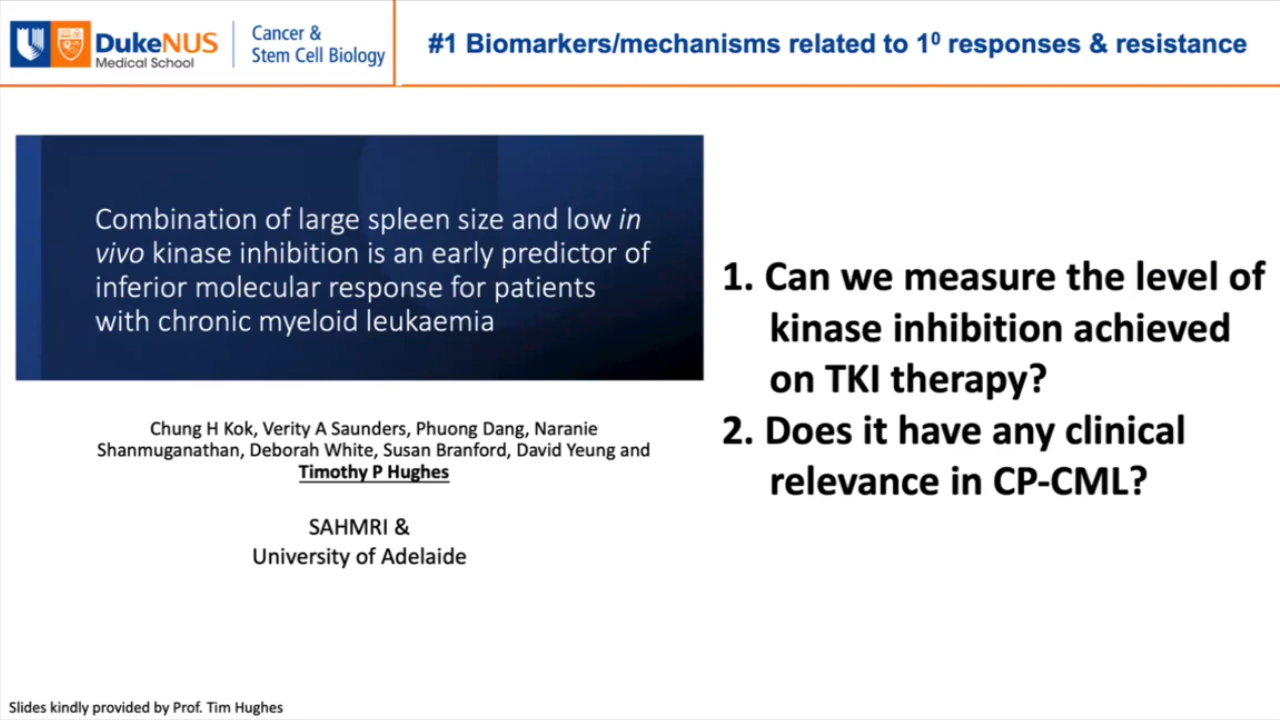 DukeNUS
Medical School
Cancer &
Stem Cell Biology
#1 Biomarkers/mechanisms related to 1⁰ responses & resistance
Combination of large spleen size and low in
vivo kinase inhibition is an early predictor of
inferior molecular response for patients
with chronic myeloid leukaemia
Chung H Kok, Verity A Saunders, Phuong Dang, Naranie
Shanmuganathan, Deborah White, Susan Branford, David Yeung and
Timothy P Hughes
SAHMRI &
University of Adelaide
1. Can we measure the level of
kinase inhibition achieved
on TKI therapy?
2. Does it have any clinical
relevance in CP-CML?
Slides kindly provided by Prof. Tim Hughes